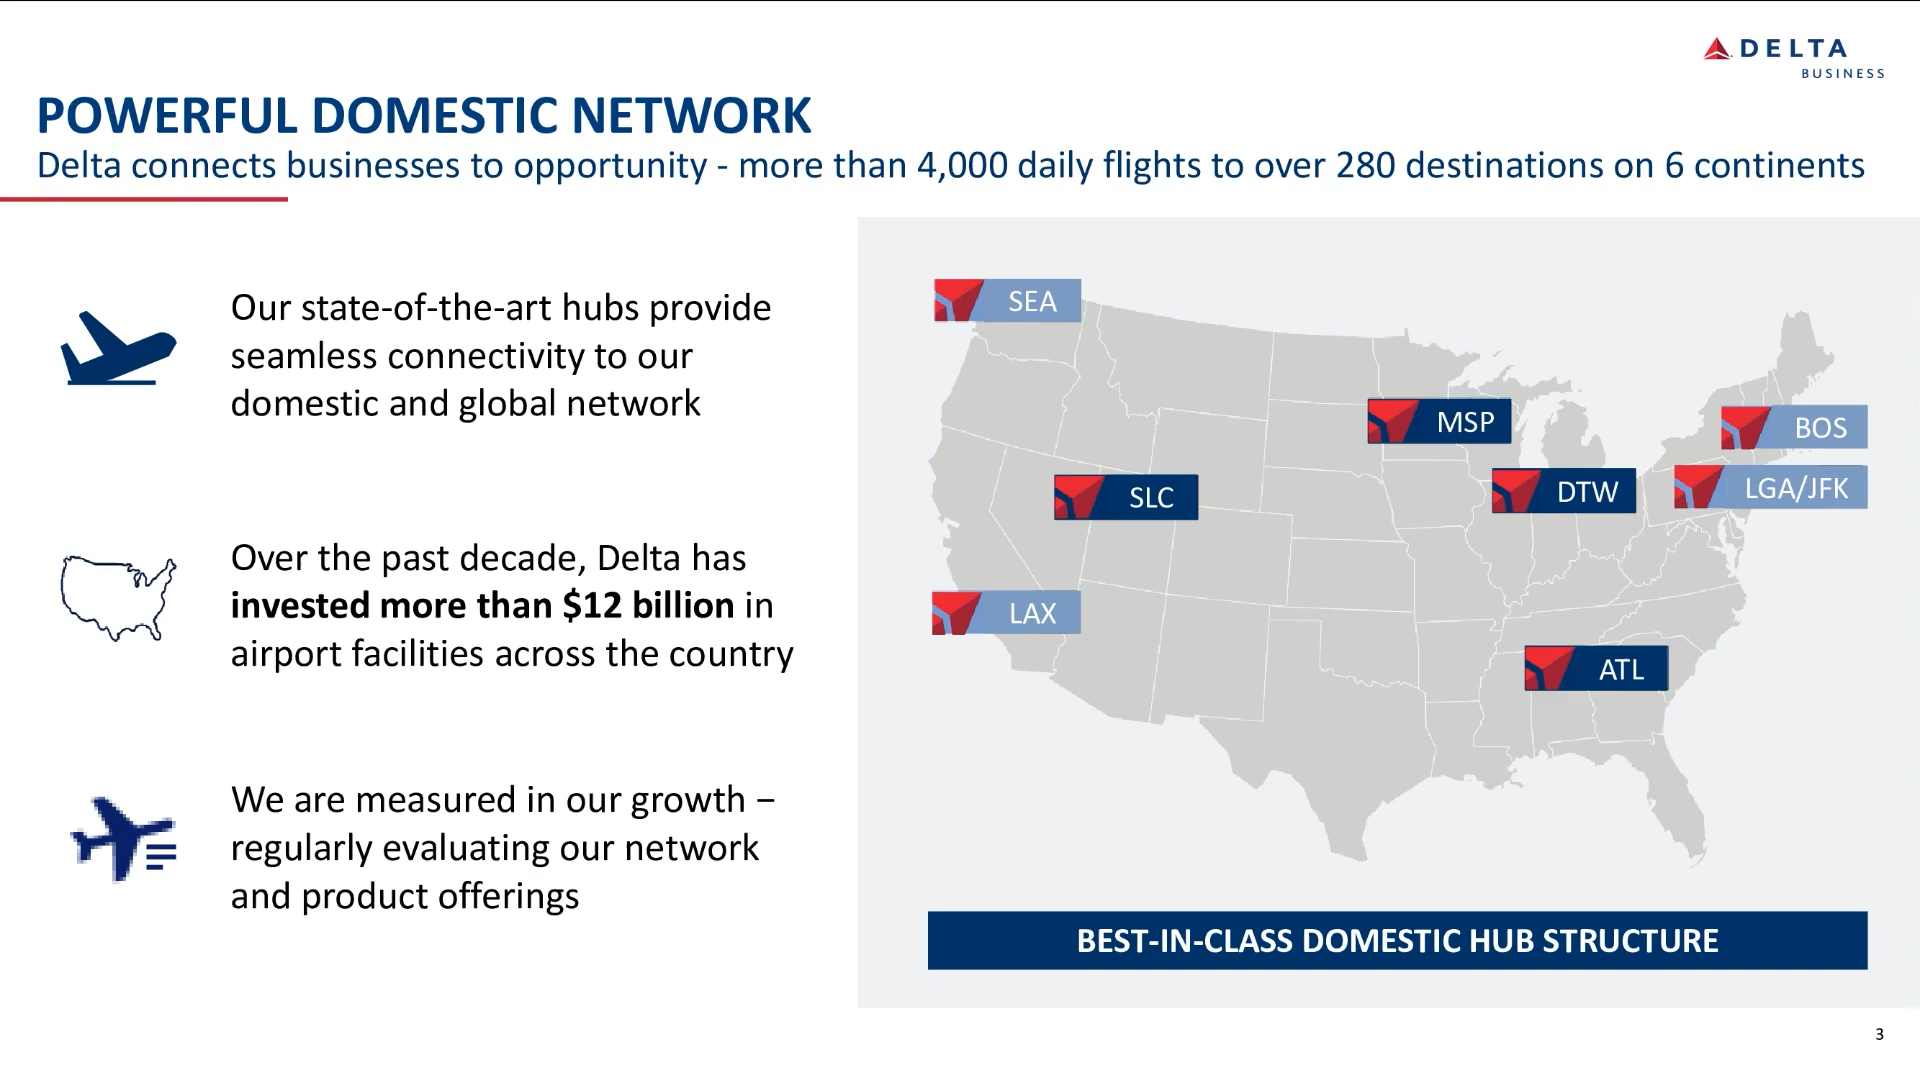 DELTA
BUSINESS
POWERFUL DOMESTIC NETWORK
Delta connects businesses to opportunity - more than 4,000 daily flights to over 280 destinations on 6 continents
Our state-of-the-art hubs provide
seamless connectivity to our
domestic and global network
Over the past decade, Delta has
invested more than $12 billion in
airport facilities across the country
We are measured in our growth –
regularly evaluating our network
and product offerings
SEA
MSP
BOS
SLC
DTW
LGA/JFK
LAX
ATL
BEST-IN-CLASS DOMESTIC HUB STRUCTURE
3